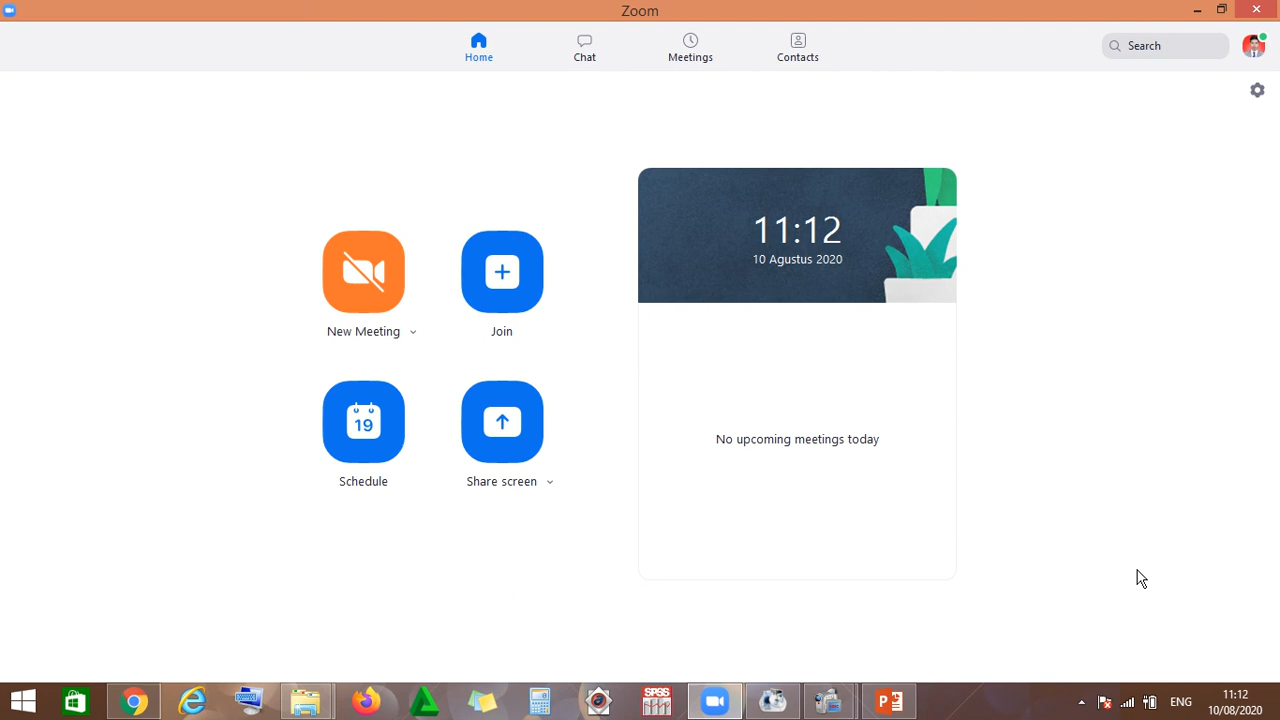 Zoom
Home
Chat
Meetings
Contacts
Search
11:12
10 Agustus 2020
New Meeting
Join
19
Schedule
Share screen
No upcoming meetings today
SPSS
ENG
11:12
10/08/2020